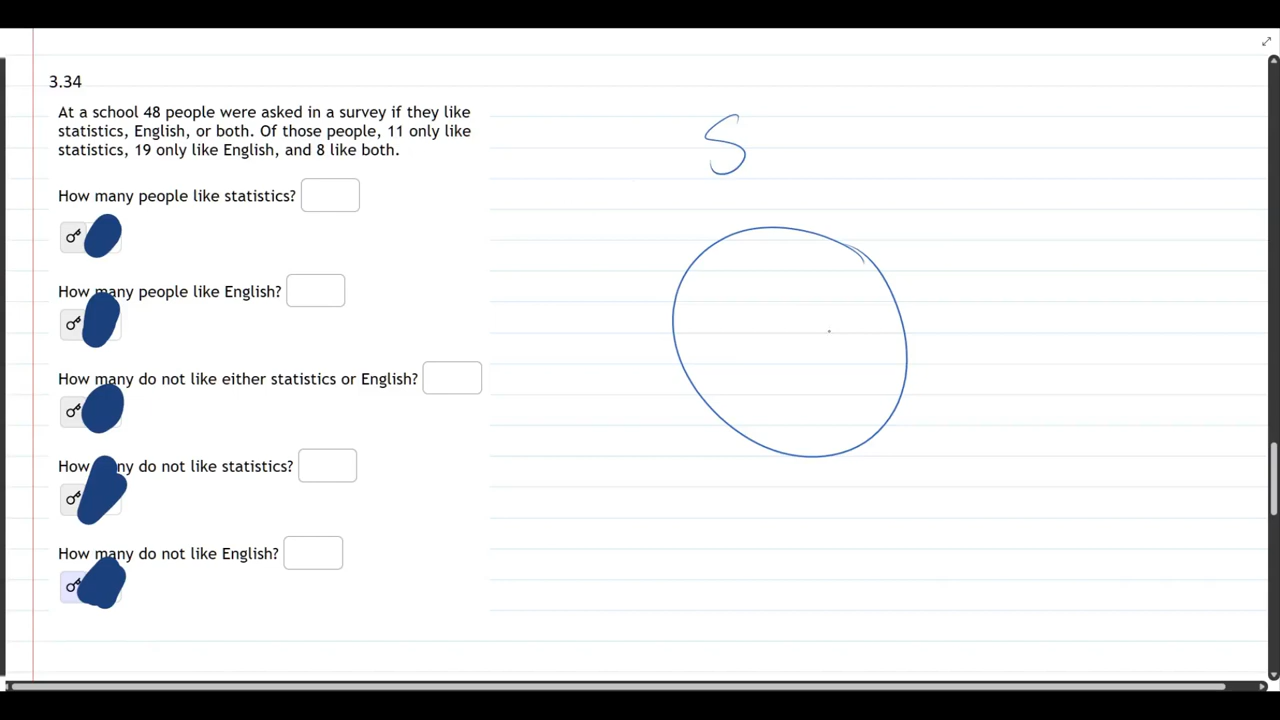 3.34
At a school 48 people were asked in a survey if they like
statistics, English, or both. Of those people, 11 only like
statistics, 19 only like English, and 8 like both.
How many people like statistics?
How many people like English?
How many do not like either statistics or English?
How many do not like statistics?
How many do not like English?
S